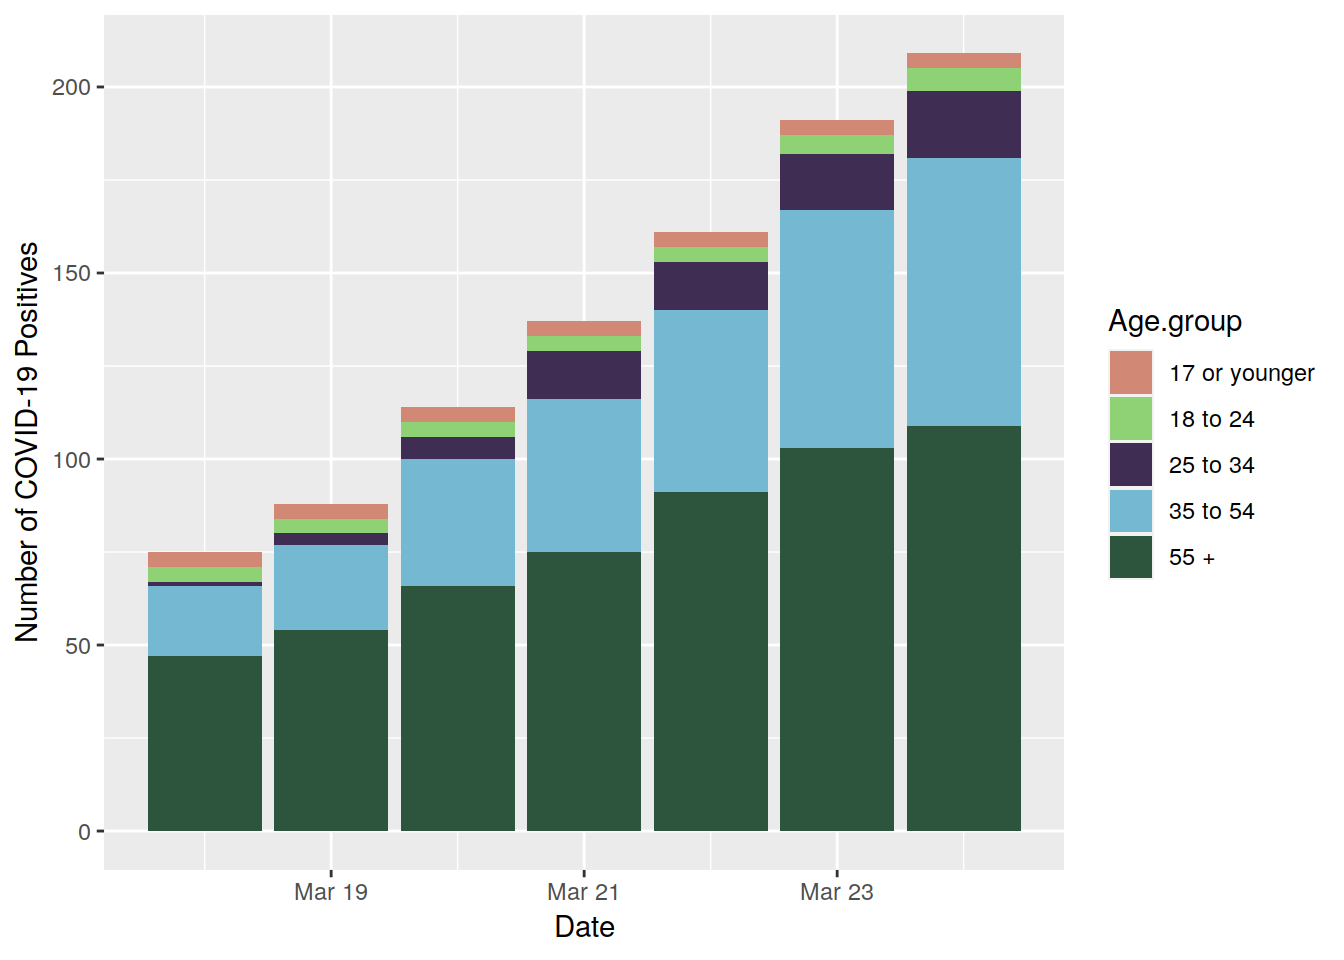 Number of COVID-19 Positives
200
150
100
50
0
Mar 19 Mar 21 Mar 23
Date
Age.group
17 or younger
18 to 24
25 to 34
35 to 54
55 +